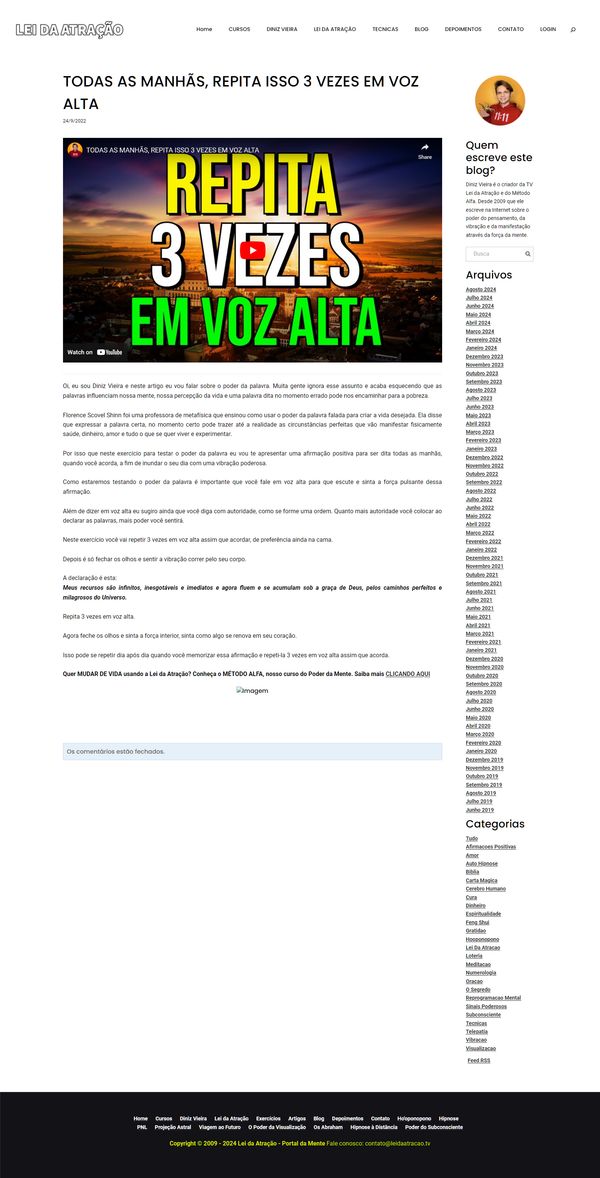 LEI DA ATRAÇÃO
Home CURSOS DINIZ VIEIRA LEI DA ATRAÇÃO TECNICAS BLOG DEPOIMENTOS CONTATO LOGIN
TODAS AS MANHÃS, REPITA ISSO 3 VEZES EM VOZ
ALTA
24/9/2022
TODAS AS MANHÃS, REPITA ISSO 3 VEZES EM VOZ ALTA
Share
REPITA
3 VEZES
EM VOZ ALTA
Watch on YouTube
Oi, eu sou Diniz Vieira e neste artigo eu vou falar sobre o poder da palavra. Muita gente ignora esse assunto e acaba esquecendo que as
palavras influenciam nossa mente, nossa percepção da vida e uma palavra dita no momento errado pode nos encaminhar para a pobreza.
Florence Scovel Shinn foi uma professora de metafísica que ensinou como usar o poder da palavra falada para criar a vida desejada. Ela disse
que expressar a palavra certa, no momento certo pode trazer até a realidade as circunstâncias perfeitas que vão manifestar fisicamente
saúde, dinheiro, amor e tudo o que se quer viver e experimentar.
Por isso que neste exercício para testar o poder da palavra eu vou te apresentar uma afirmação positiva para ser dita todas as manhãs,
quando você acorda, a fim de inundar o seu dia com uma vibração poderosa.
Como estaremos testando o poder da palavra é importante que você fale em voz alta para que escute e sinta a força pulsante dessa
afirmação.
Além de dizer em voz alta eu sugiro ainda que você diga com autoridade, como se forme uma ordem. Quanto mais autoridade você colocar ao
declarar as palavras, mais poder você sentirá.
Neste exercício você vai repetir 3 vezes em voz alta assim que acordar, de preferência ainda na cama.
Depois é só fechar os olhos e sentir a vibração correr pelo seu corpo.
A declaração é esta:
Meus recursos são infinitos, inesgotáveis e imediatos e agora fluem e se acumulam sob a graça de Deus, pelos caminhos perfeitos e
milagrosos do Universo.
Repita 3 vezes em voz alta.
Agora feche os olhos e sinta a força interior, sinta como algo se renova em seu coração.
Isso pode se repetir dia após dia quando você memorizar essa afirmação e repeti-la 3 vezes em voz alta assim que acorda.
Quer MUDAR DE VIDA usando a Lei da Atração? Conheça o MÉTODO ALFA, nosso curso do Poder da Mente. Saiba mais CLICANDO AQUI
Imagem
Os comentários estão fechados.
11:11
Quem
escreve este
blog?
Diniz Vieira é o criador da TV
Lei da Atração e do Método
Alfa. Desde 2009 que ele
escreve na Internet sobre o
poder do pensamento, da
vibração e da manifestação
através da força da mente.
Busca
Arquivos
Agosto 2024
Julho 2024
Junho 2024
Maio 2024
Abril 2024
Março 2024
Fevereiro 2024
Janeiro 2024
Dezembro 2023
Novembro 2023
Outubro 2023
Setembro 2023
Agosto 2023
Julho 2023
Junho 2023
Maio 2023
Abril 2023
Março 2023
Fevereiro 2023
Janeiro 2023
Dezembro 2022
Novembro 2022
Outubro 2022
Setembro 2022
Agosto 2022
Julho 2022
Junho 2022
Maio 2022
Abril 2022
Março 2022
Fevereiro 2022
Janeiro 2022
Dezembro 2021
Novembro 2021
Outubro 2021
Setembro 2021
Agosto 2021
Julho 2021
Junho 2021
Maio 2021
Abril 2021
Março 2021
Fevereiro 2021
Janeiro 2021
Dezembro 2020
Novembro 2020
Outubro 2020
Setembro 2020
Agosto 2020
Julho 2020
Junho 2020
Maio 2020
Abril 2020
Março 2020
Fevereiro 2020
Janeiro 2020
Dezembro 2019
Novembro 2019
Outubro 2019
Setembro 2019
Agosto 2019
Julho 2019
Junho 2019
Categorias
Tudo
Afirmacoes Positivas
Amor
Auto Hipnose
Biblia
Carta Magica
Cerebro Humano
Cura
Dinheiro
Espiritualidade
Feng Shui
Gratidao
Hooponopono
Lei Da Atracao
Loteria
Meditacao
Numerologia
Oracao
O Segredo
Reprogramacao Mental
Sinais Poderosos
Subconsciente
Tecnicas
Telepatia
Vibracao
Visualizacao
Feed RSS
Home Cursos Diniz Vieira Lei da Atração Exercícios Artigos Blog Depoimentos Contato Ho'oponopono Hipnose
PNL Projeção Astral Viagem ao Futuro O Poder da Visualização Os Abraham Hipnose à Distância Poder do Subconsciente
Copyright © 2009 - 2024 Lei da Atração - Portal da Mente Fale conosco: contato@leidaatracao.tv